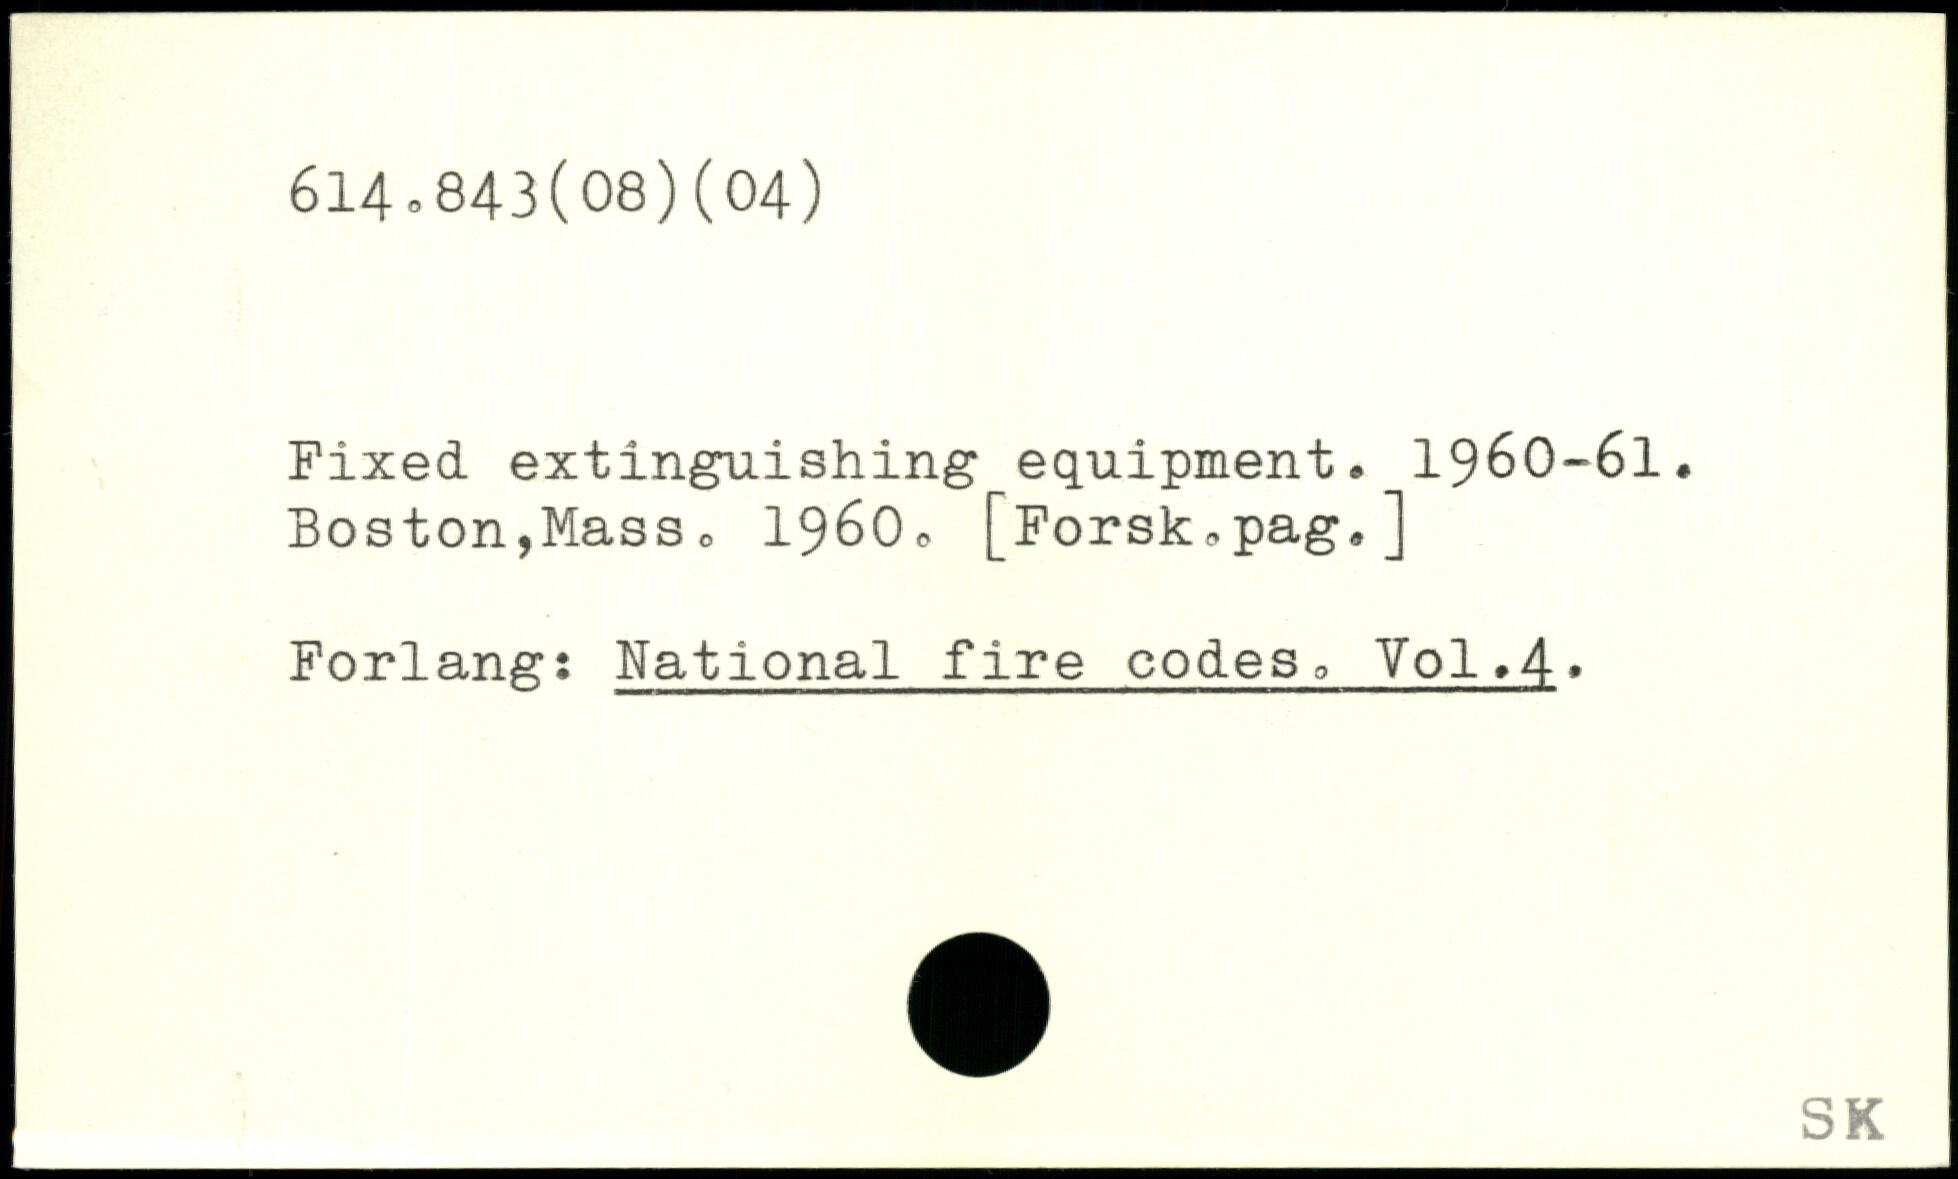 614.843(08)(04)
Fixed extinguishing equipment. 1960-61.
Boston,Mass. 1960. [Forsk.pag.]
Forlang: National fire codes. Vol.4.
SK